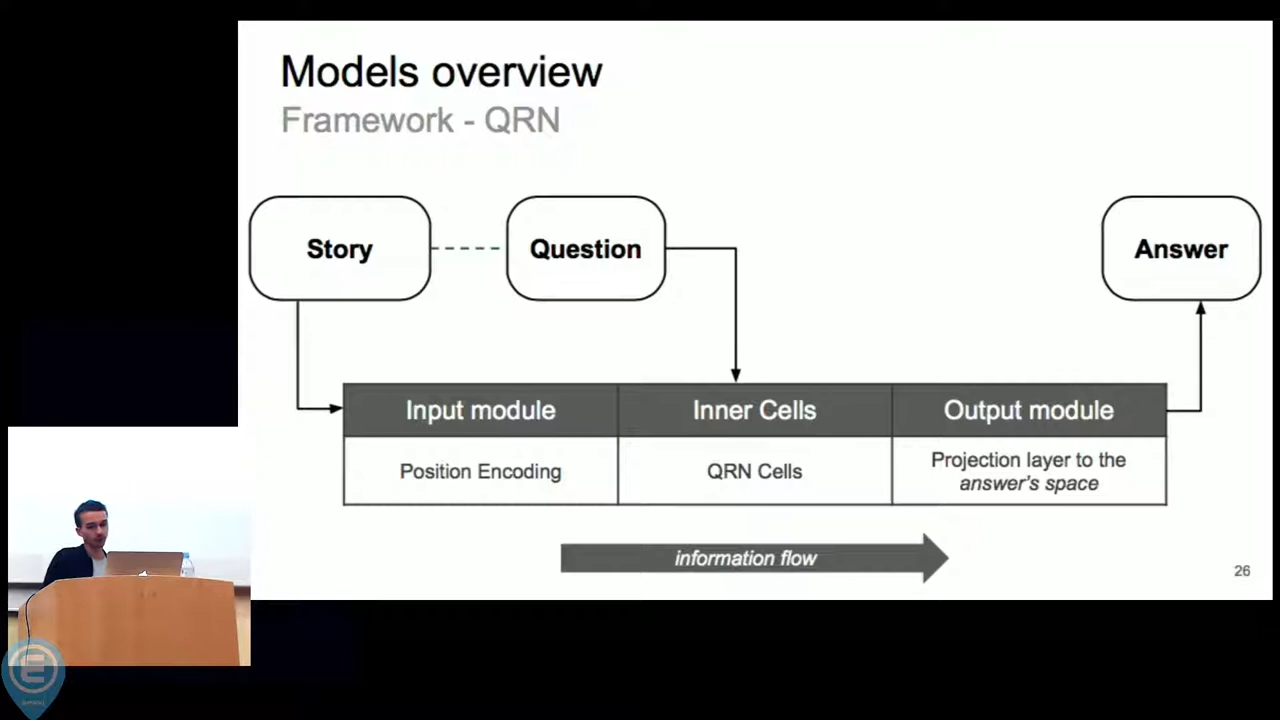 Models overview
Framework - QRN
Story
Question
Answer
Input module
Inner Cells
Output module
Position Encoding
QRN Cells
Projection layer to the
answer's space
information flow
26